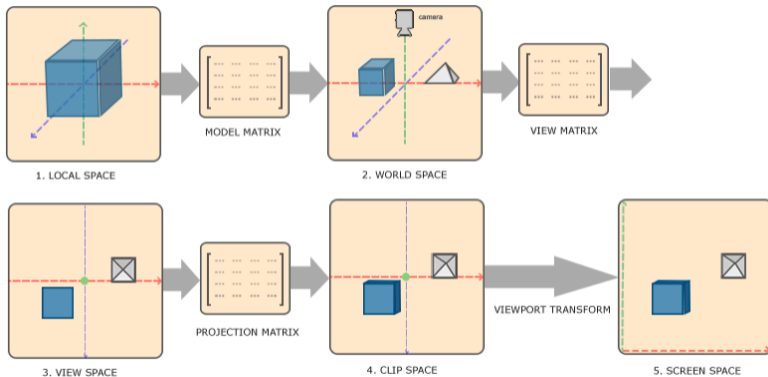 camera
MODEL MATRIX
VIEW MATRIX
1. LOCAL SPACE
2. WORLD SPACE
PROJECTION MATRIX
VIEWPORT TRANSFORM
3. VIEW SPACE
4. CLIP SPACE
5. SCREEN SPACE